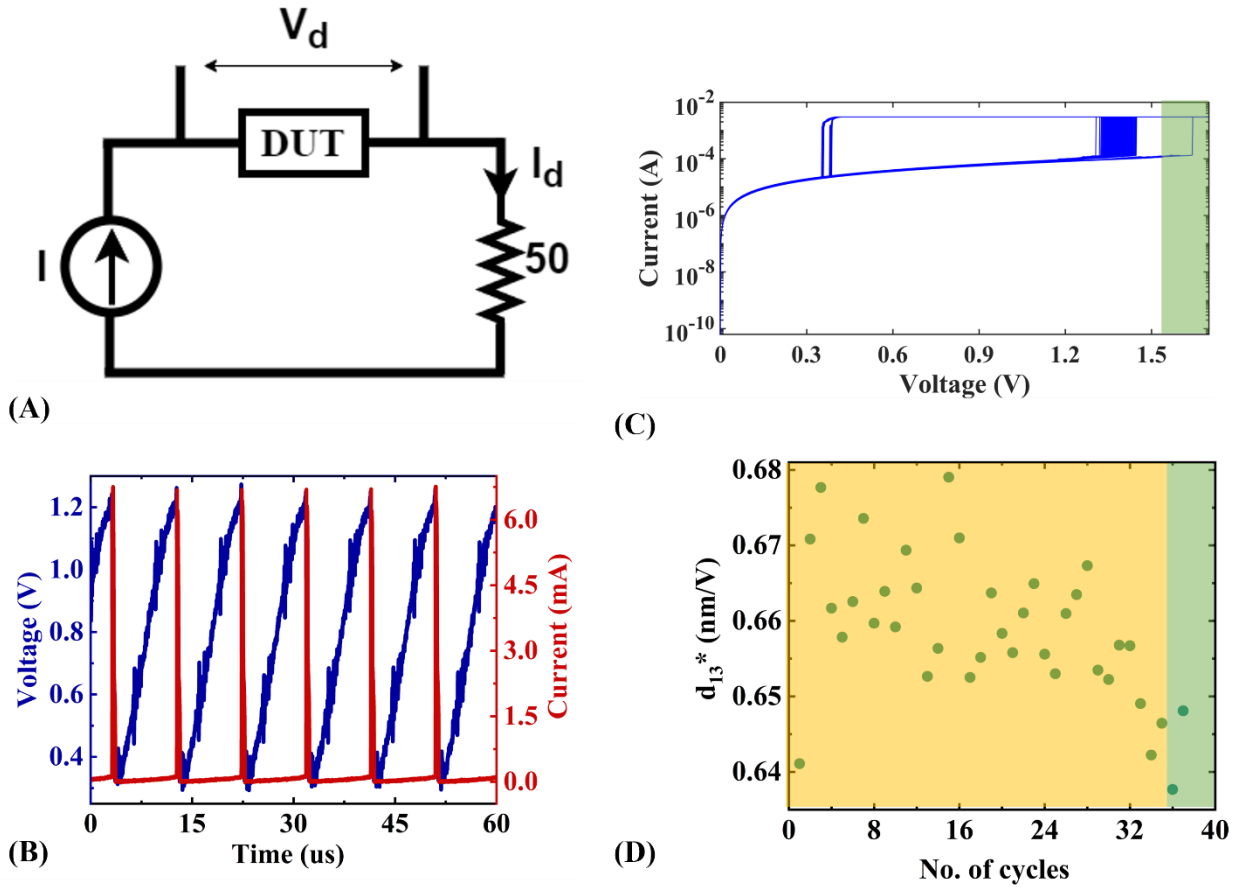 V_d
DUT
I_d
I
50
(A)
10^-2
10^-4
10^-6
10^-8
10^-10
Current (A)
0 0.3 0.6 0.9 1.2 1.5
Voltage (V)
(C)
1.2
1.0
0.8
0.6
0.4
Voltage (V)
6.0
4.5
3.0
1.5
0.0
Current (mA)
0 15 30 45 60
Time (us)
(B)
0.68
0.67
0.66
0.65
0.64
d_13* (nm/V)
0 8 16 24 32 40
No. of cycles
(D)